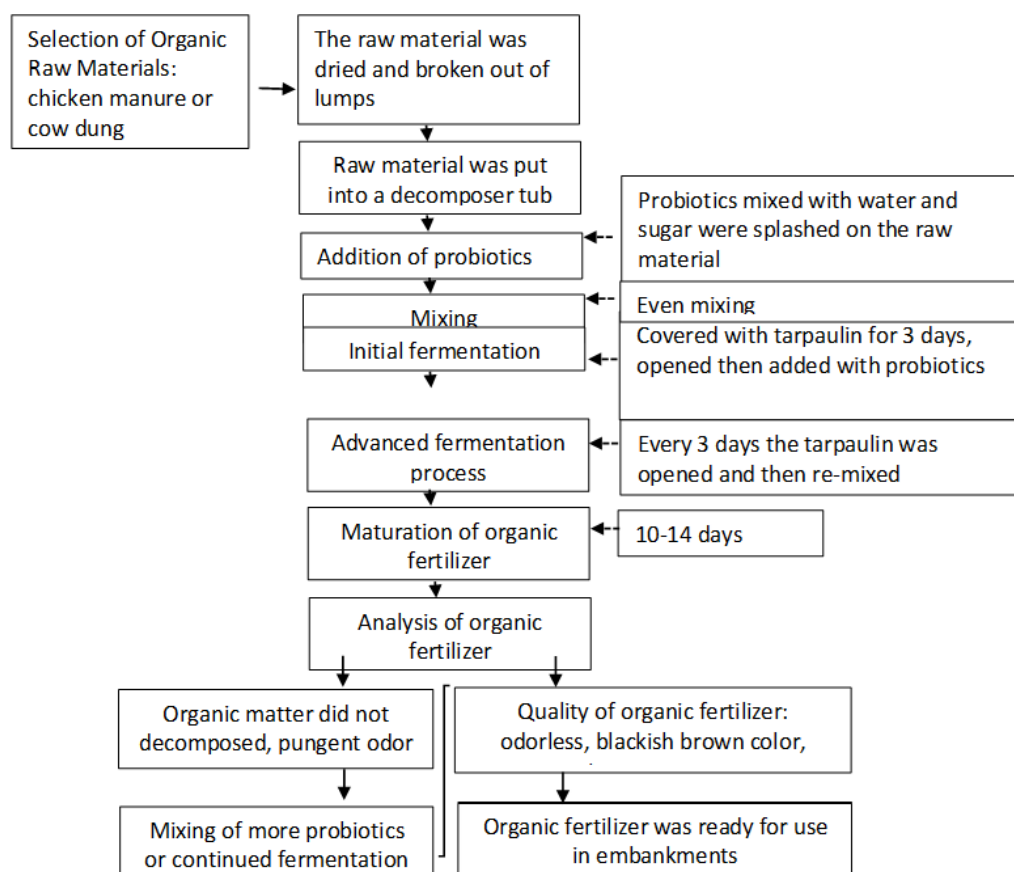 Selection of Organic
Raw Materials:
chicken manure or
cow dung
The raw material was
dried and broken out of
lumps
Raw material was put
into a decomposer tub
Probiotics mixed with water and
sugar were splashed on the raw
material
Addition of probiotics
Even mixing
Mixing
Covered with tarpaulin for 3 days,
opened then added with probiotics
Initial fermentation
Advanced fermentation
process
Every 3 days the tarpaulin was
opened and then re-mixed
Maturation of organic
fertilizer
10-14 days
Analysis of organic
fertilizer
Organic matter did not
decomposed, pungent odor
Quality of organic fertilizer:
odorless, blackish brown color,
Mixing of more probiotics
or continued fermentation
Organic fertilizer was ready for use
in embankments